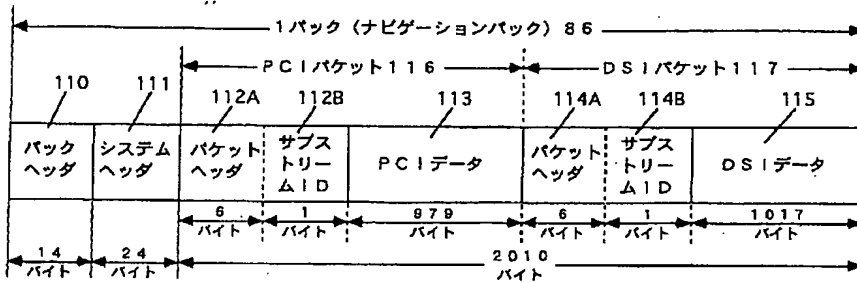 1パック（ナビゲーションパック）86
PCIパケット116
DSIパケット117
110
111
112A
112B
113
114A
114B
115
パック
ヘッダ
システム
ヘッダ
パケット
ヘッダ
サブス
トリー
ムID
PCIデータ
パケット
ヘッダ
サブス
トリー
ムID
DSIデータ
6
バイト
1
バイト
979
バイト
6
バイト
1
バイト
1017
バイト
14
バイト
24
バイト
2010
バイト